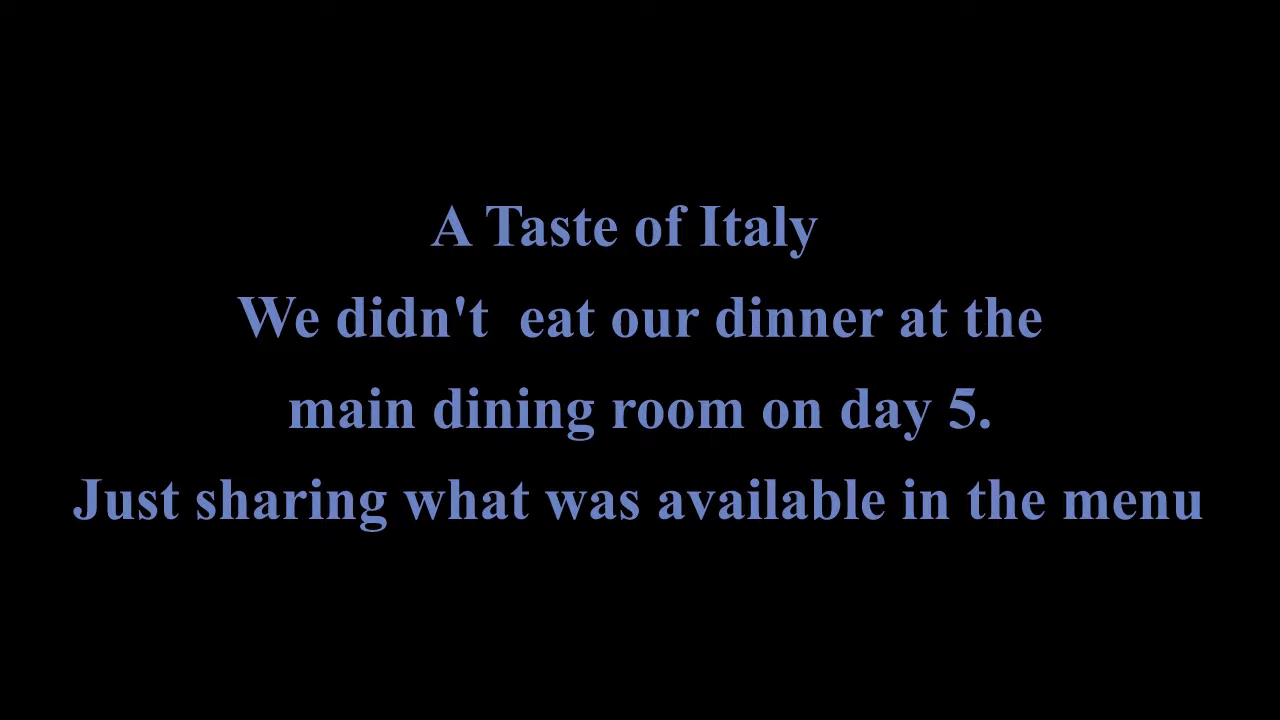 A Taste of Italy
We didn't  eat our dinner at the
main dining room on day 5.
Just sharing what was available in the menu